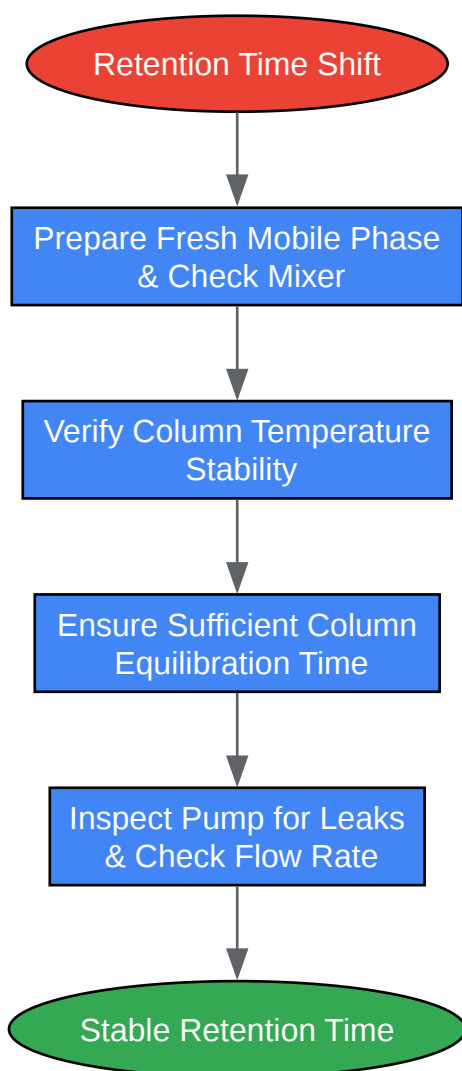 Retention Time Shift
Prepare Fresh Mobile Phase
& Check Mixer
Verify Column Temperature
Stability
Ensure Sufficient Column
Equilibration Time
Inspect Pump for Leaks
& Check Flow Rate
Stable Retention Time